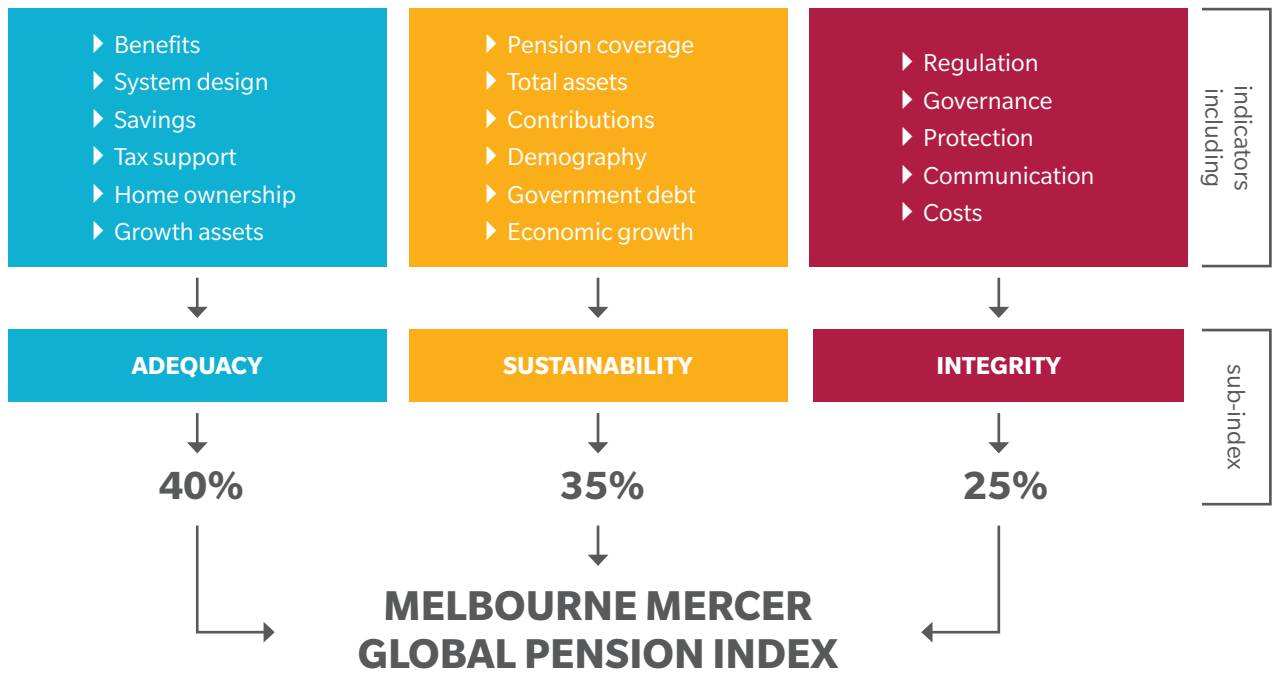 Benefits
System design
Savings
Tax support
Home ownership
Growth assets
Pension coverage
Total assets
Contributions
Demography
Government debt
Economic growth
Regulation
Governance
Protection
Communication
Costs
indicators
including
ADEQUACY
SUSTAINABILITY
INTEGRITY
sub-index
40%
35%
25%
MELBOURNE MERCER
GLOBAL PENSION INDEX